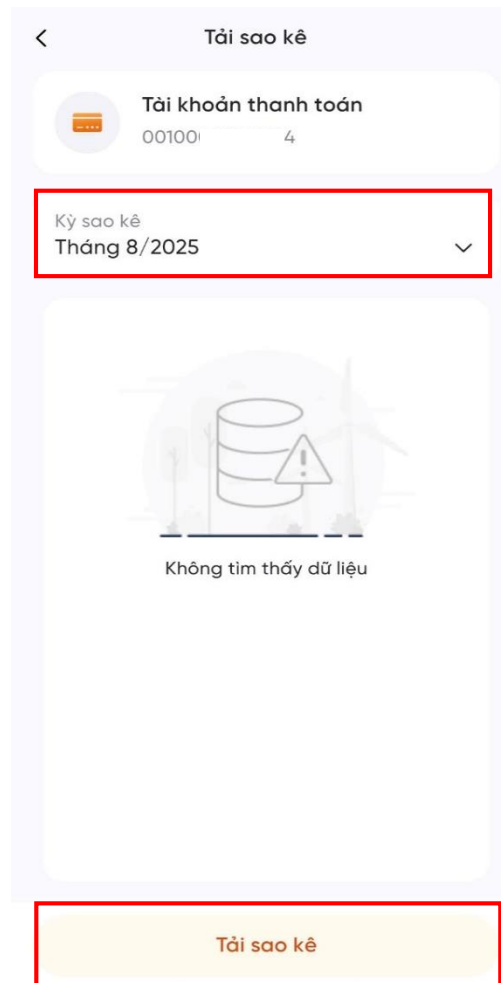 Tải sao kê
Tài khoản thanh toán
00100 4
Kỳ sao kê
Tháng 8/2025
Không tìm thấy dữ liệu
Tải sao kê